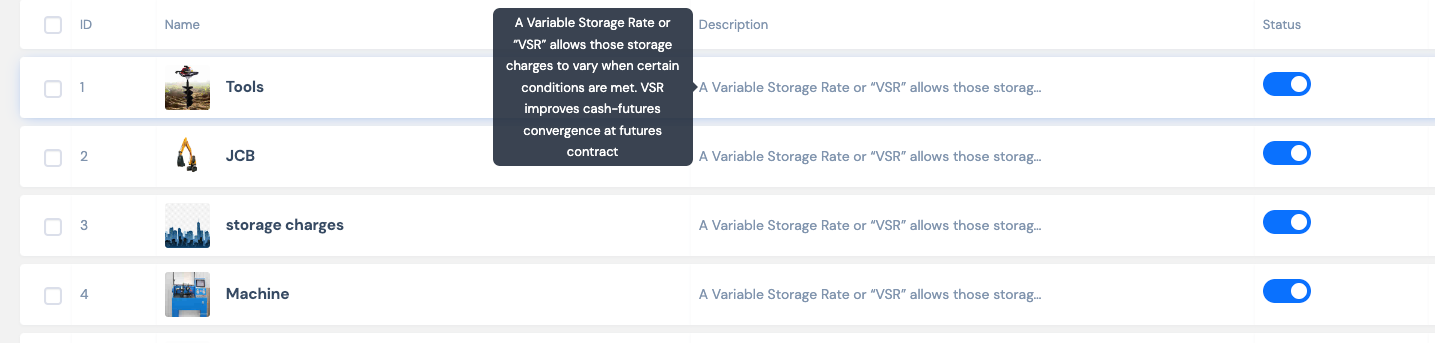 ID Name Description Status
A Variable Storage Rate or
“VSR” allows those storage
charges to vary when certain
conditions are met. VSR
improves cash-futures
convergence at futures
contract
1 Tools A Variable Storage Rate or “VSR” allows those storag...
2 JCB A Variable Storage Rate or “VSR” allows those storag...
3 storage charges A Variable Storage Rate or “VSR” allows those storag...
4 Machine A Variable Storage Rate or “VSR” allows those storag...